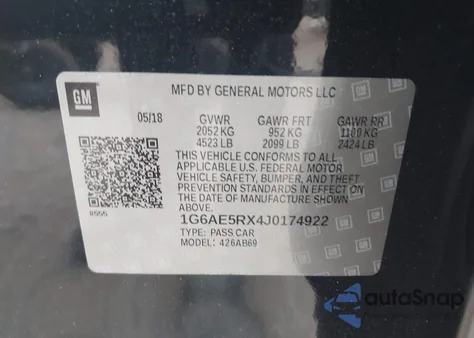 GM
MFD BY GENERAL MOTORS LLC
05/18 GVWR GAWR FRT GAWR RR
2052 KG 952 KG 1100 KG
4523 LB 2099 LB 2424 LB
THIS VEHICLE CONFORMS TO ALL
APPLICABLE U.S. FEDERAL MOTOR
VEHICLE SAFETY, BUMPER, AND THEFT
PREVENTION STANDARDS IN EFFECT ON
THE DATE OF MANUFACTURE SHOWN
ABOVE.
8555
1G6AE5RX4J0174922
TYPE: PASS CAR
MODEL: 426AB69
autoSnap